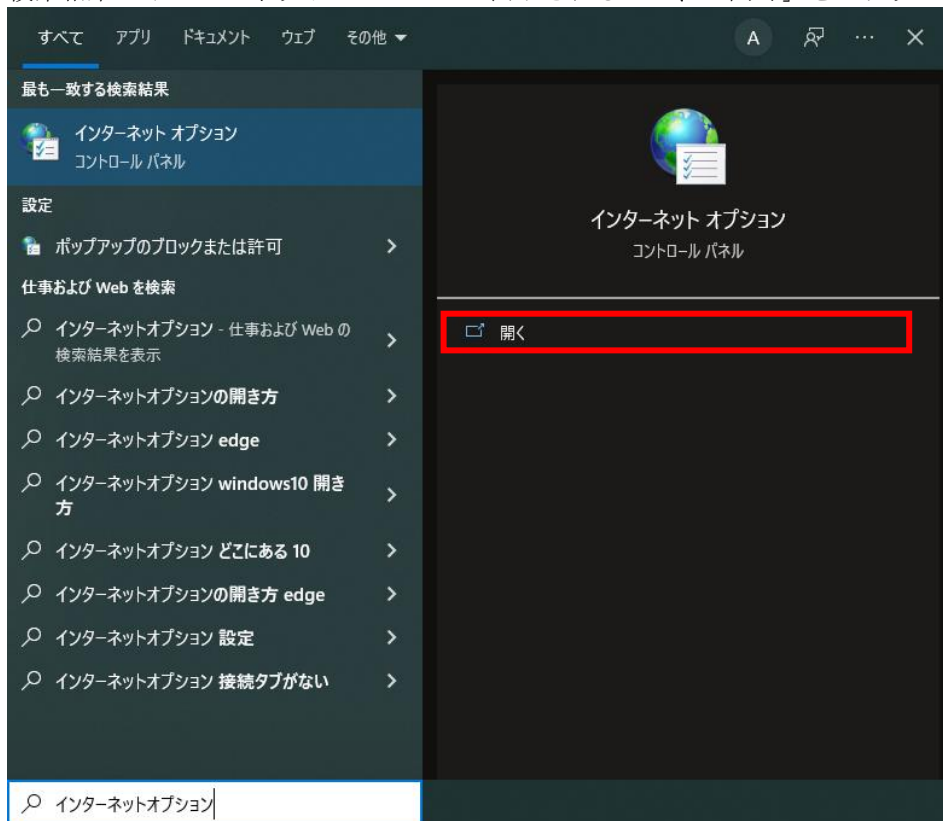 すべて アプリ ドキュメント ウェブ その他 A
最も一致する検索結果
インターネット オプション
コントロール パネル
設定
ポップアップのブロックまたは許可
仕事および Web を検索
インターネットオプション - 仕事および Web の
検索結果を表示
インターネットオプションの開き方
インターネットオプション edge
インターネットオプション windows10 開き
方
インターネットオプション どこにある 10
インターネットオプションの開き方 edge
インターネットオプション 設定
インターネットオプション 接続タブがない
インターネット オプション
コントロール パネル
開く
インターネットオプション